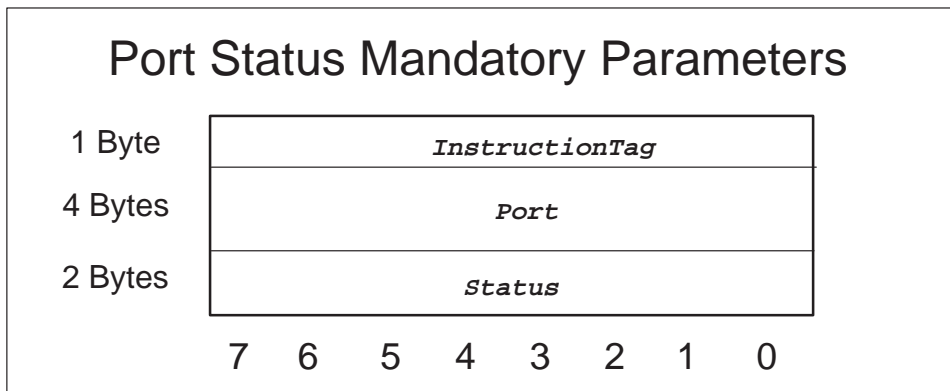 Port Status Mandatory Parameters
1 Byte InstructionTag
4 Bytes Port
2 Bytes Status
7 6 5 4 3 2 1 0